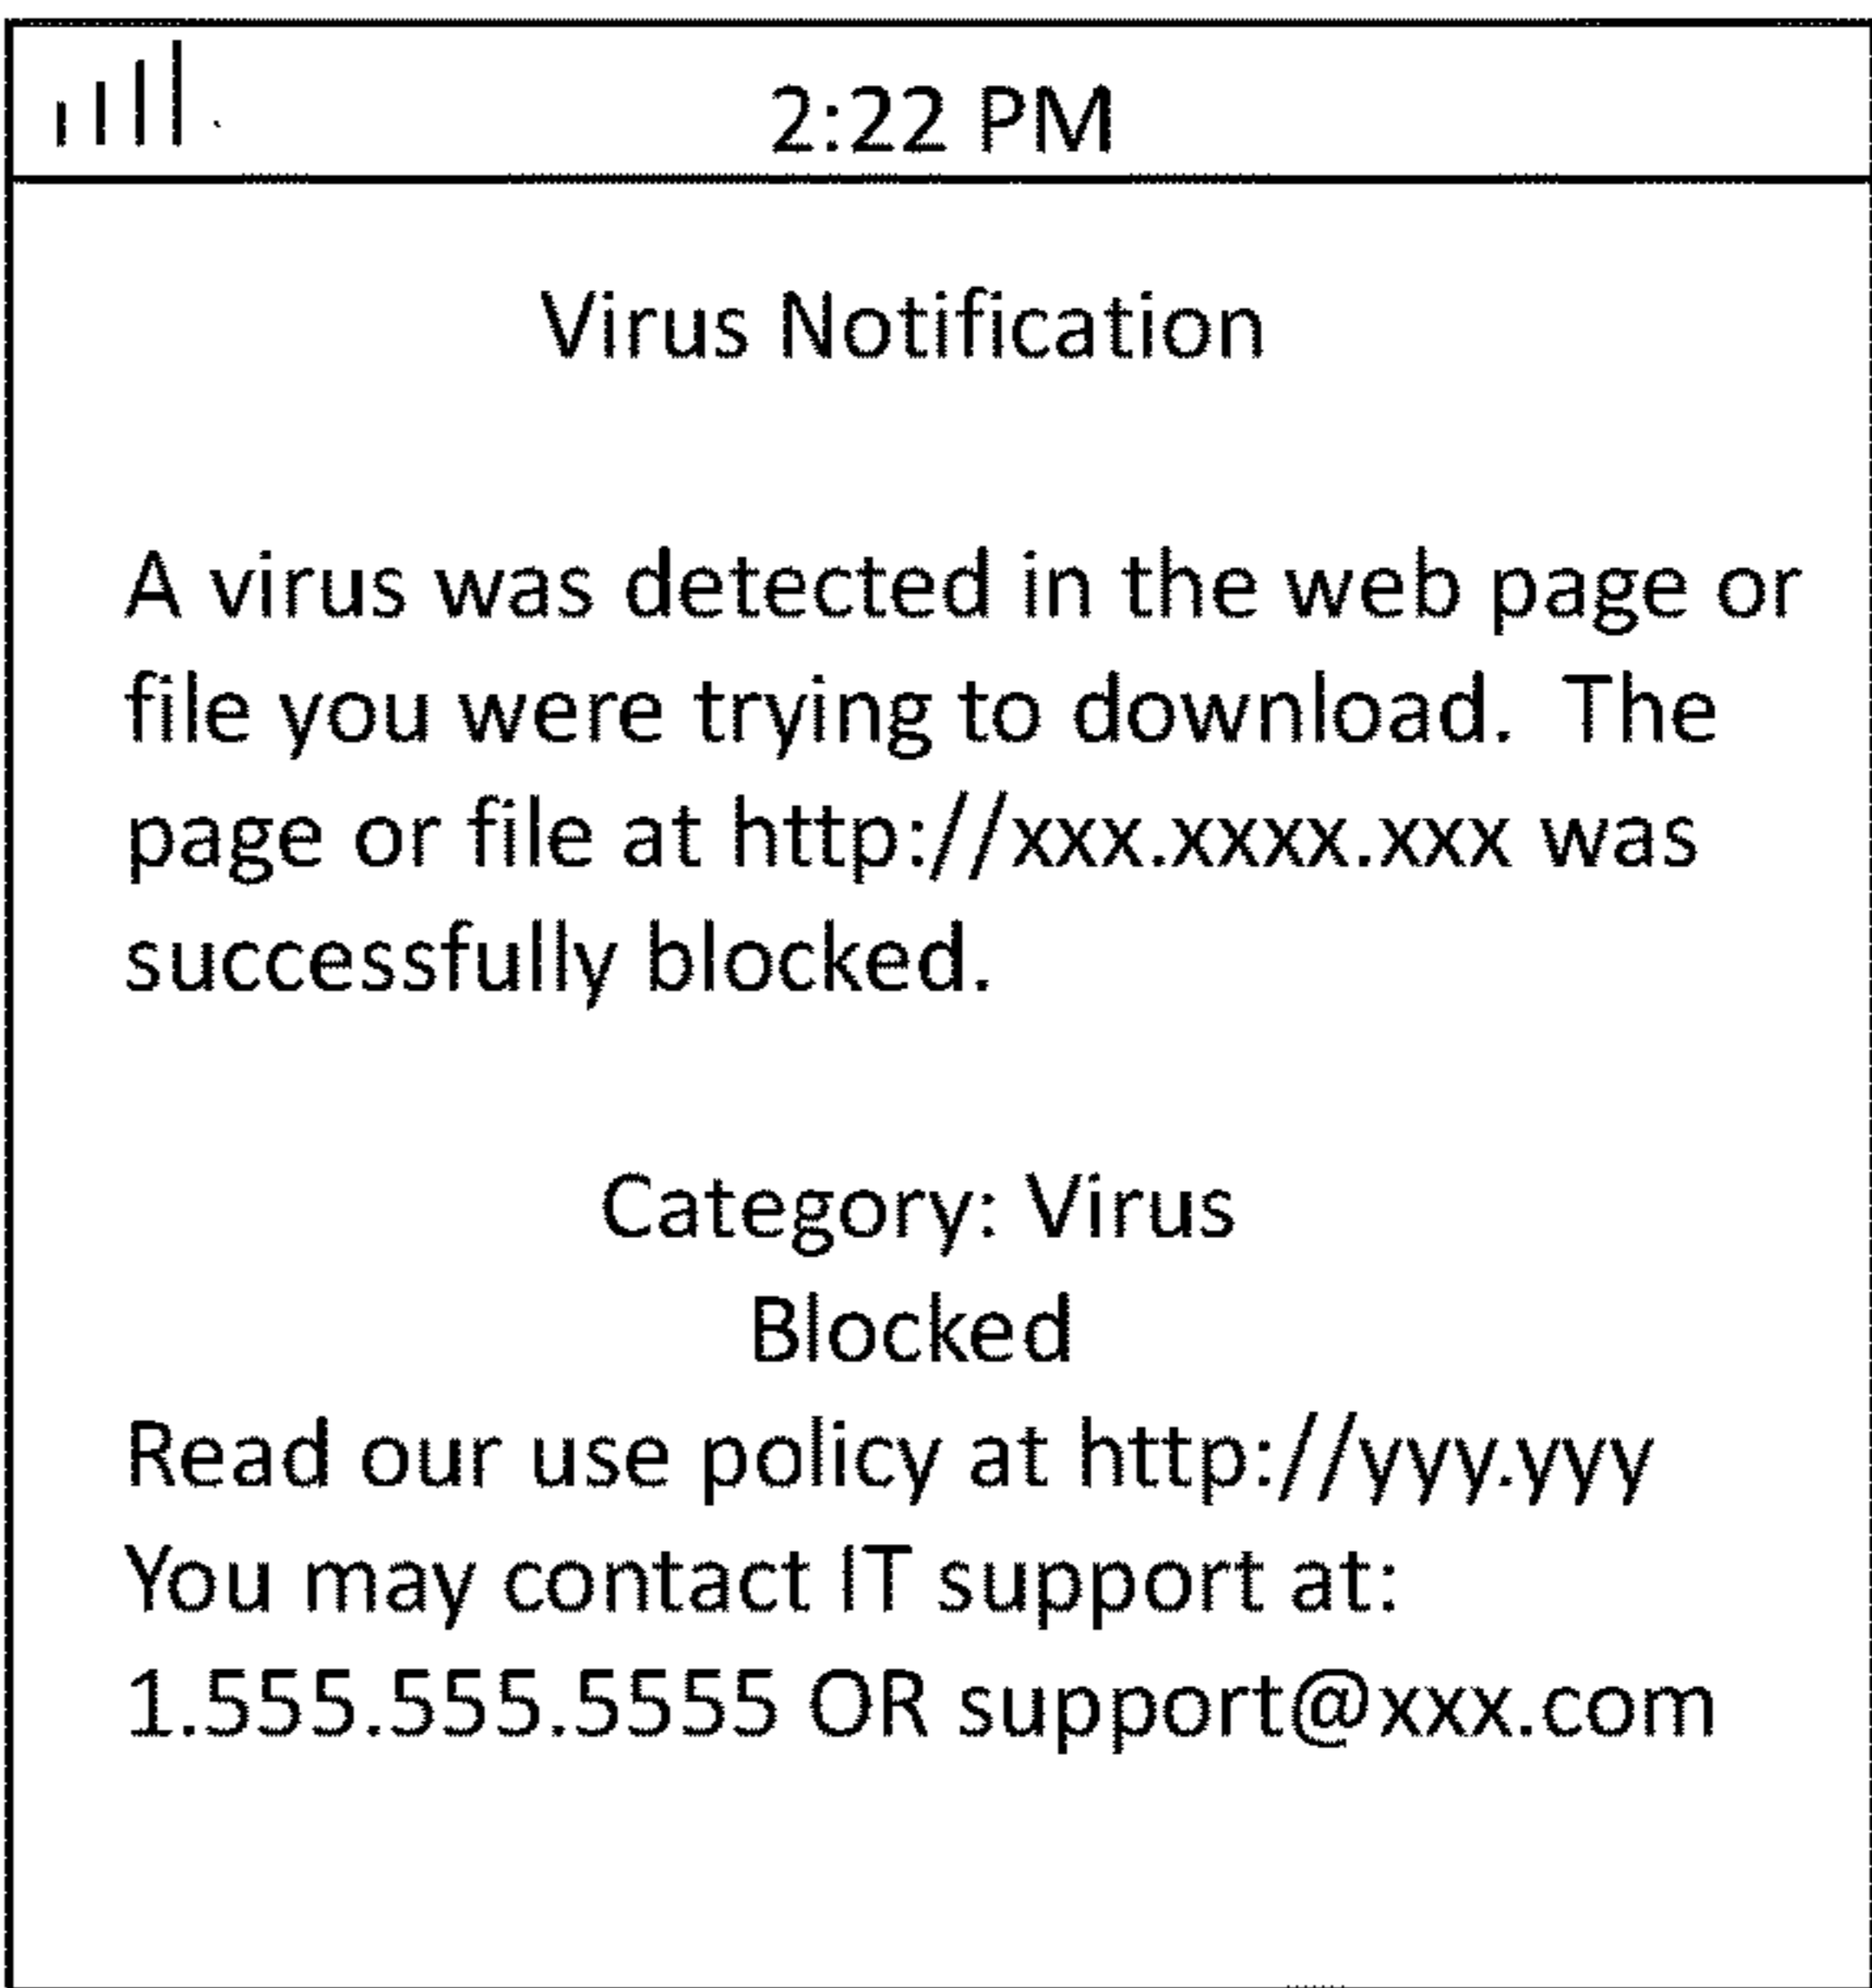 2:22 PM
Virus Notification
A virus was detected in the web page or
file you were trying to download.  The
page or file at http://xxx.xxxx.xxx was
successfully blocked.
Category: Virus
Blocked
Read our use policy at http://yyy.yyy
You may contact IT support at:
1.555.555.5555 OR support@xxx.com